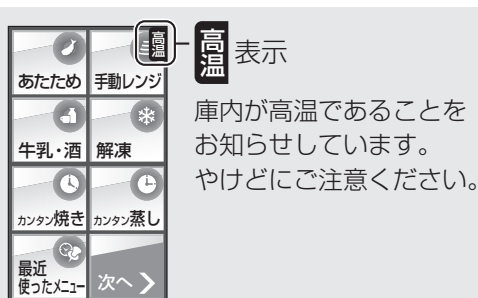 高温
あたため
手動レンジ
牛乳・酒
解凍
カンタン焼き
カンタン蒸し
最近
使ったメニュー
次へ
高温 表示
庫内が高温であることを
お知らせしています。
やけどにご注意ください。